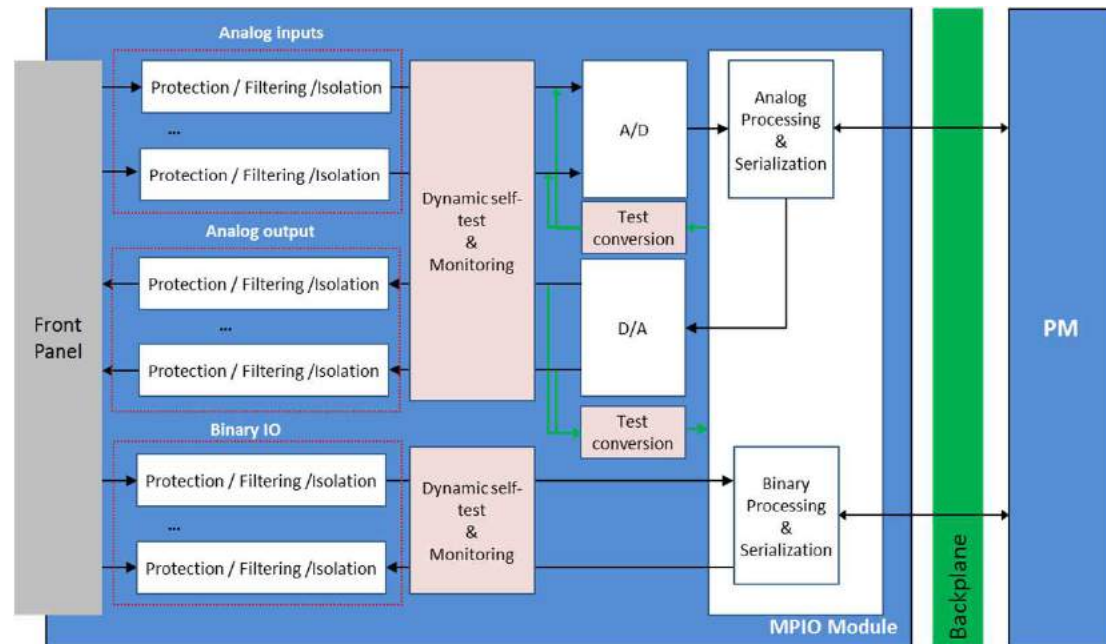 Analog inputs
Protection / Filtering /Isolation
...
Protection / Filtering /Isolation
Analog output
Protection / Filtering /Isolation
...
Protection / Filtering /Isolation
Binary IO
Protection / Filtering /Isolation
...
Protection / Filtering /Isolation
Front
Panel
Dynamic self-
test
&
Monitoring
Dynamic self-
test
&
Monitoring
A/D
Test
conversion
D/A
Test
conversion
Analog
Processing
&
Serialization
Binary
Processing
&
Serialization
MPIO Module
Backplane
PM